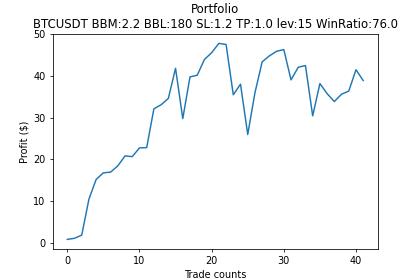 Portfolio
BTCUSDT BBM:2.2 BBL:180 SL:1.2 TP:1.0 lev:15 WinRatio:76.0
50
40
30
20
10
0
Profit ($)
0 10 20 30 40
Trade counts